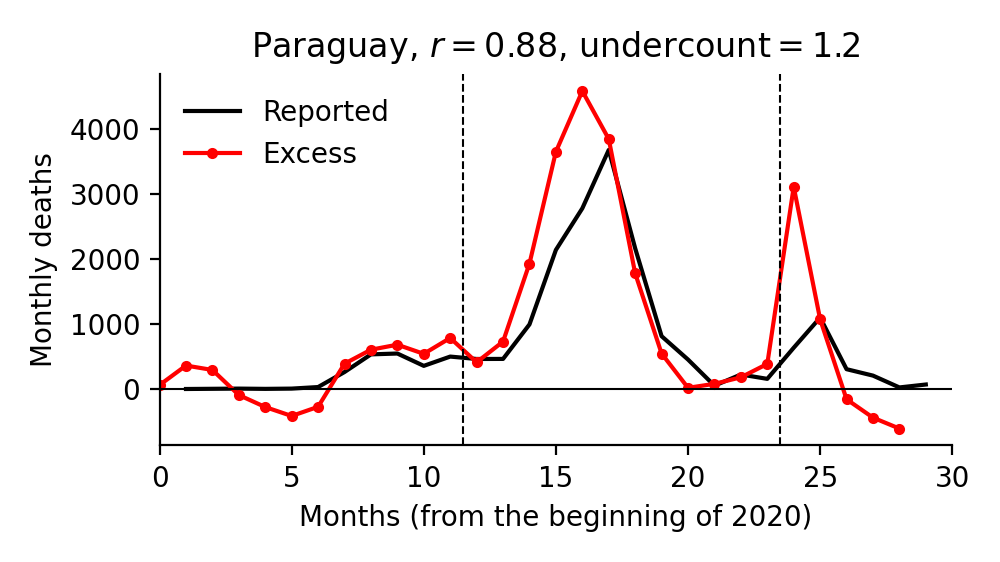 Paraguay, r = 0.88, undercount = 1.2
Reported
Excess
Monthly deaths
4000
3000
2000
1000
0
0 5 10 15 20 25 30
Months (from the beginning of 2020)